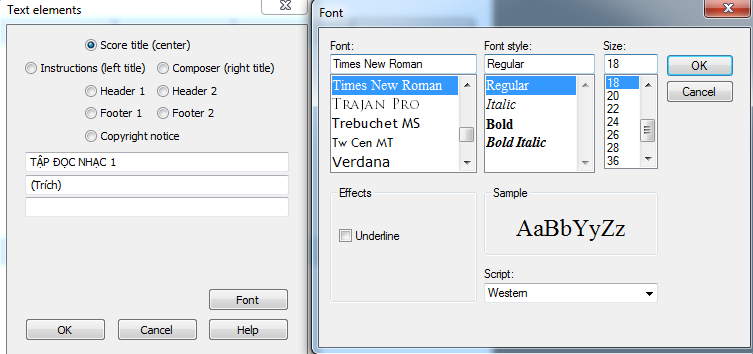 Text elements
Score title (center)
Instructions (left title) Composer (right title)
Header 1 Header 2
Footer 1 Footer 2
Copyright notice
TẬP ĐỌC NHẠC 1
(Trích)
Font
OK Cancel Help
Font
Font: Font style: Size:
Times New Roman Regular 18 OK
Times New Roman Regular 18 Cancel
Trajan Pro Italic 20
Trebuchet MS Bold 22
Tw Cen MT Bold Italic 24
Verdana 26
28
36
Effects Sample
Underline AaBbYyZz
Script:
Western